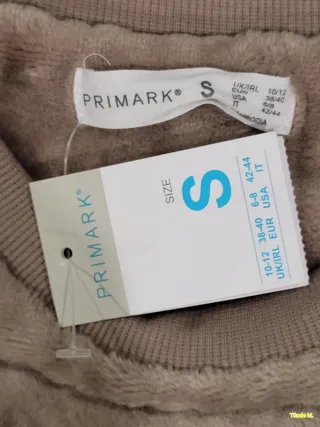 PRIMARK® S
UK/IRL 10/12
EUR 38/40
USA 6/8
IT 42/44
CAMBODIA
PRIMARK®
SIZE
S
10-12 38-40 6-8 42-44
UK/IRL EUR USA IT